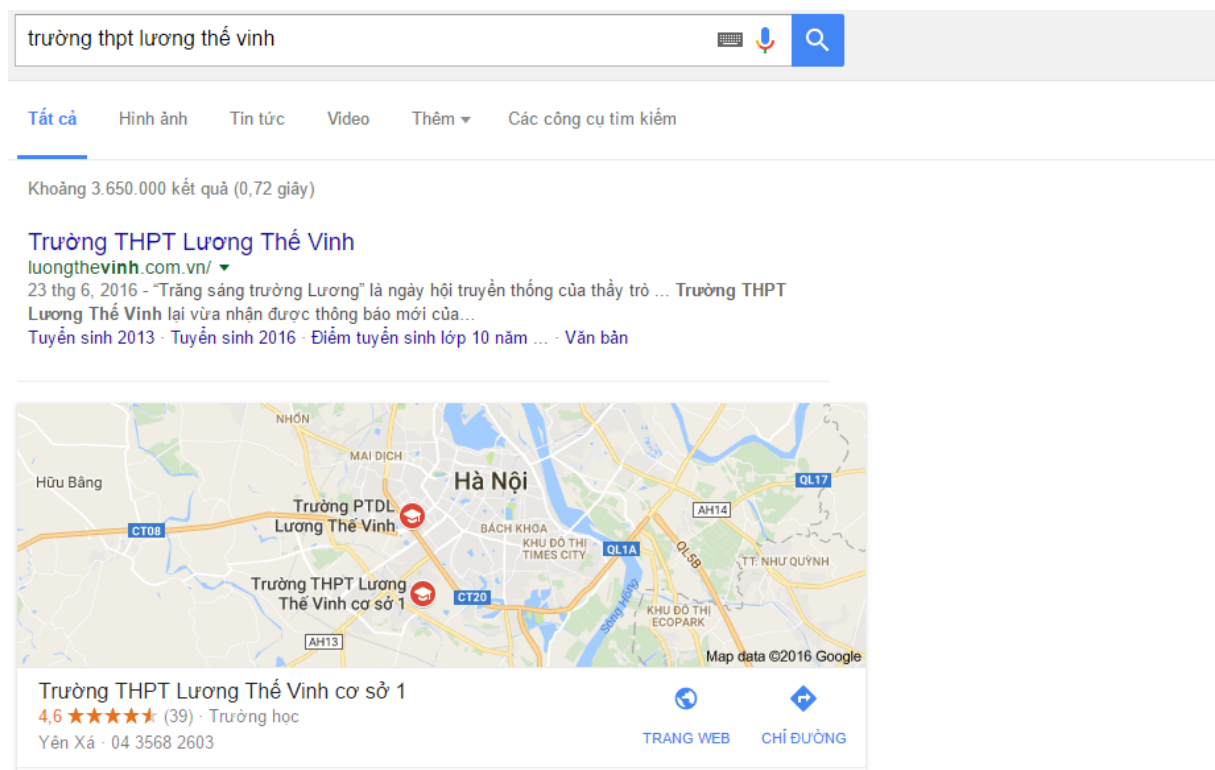 trường thpt lương thế vinh
Tất cả Hình ảnh Tin tức Video Thêm Các công cụ tìm kiếm
Khoảng 3.650.000 kết quả (0,72 giây)
Trường THPT Lương Thế Vinh
luongthevinh.com.vn/
23 thg 6, 2016 - “Trăng sáng trường Lương” là ngày hội truyền thống của thầy trò ... Trường THPT
Lương Thế Vinh lại vừa nhận được thông báo mới của...
Tuyển sinh 2013 · Tuyển sinh 2016 · Điểm tuyển sinh lớp 10 năm ... · Văn bản
NHỔN
MAI DỊCH
Hữu Bằng
Hà Nội
QL17
Trường PTDL
Lương Thế Vinh
AH14
CT08
BÁCH KHOA
KHU ĐÔ THỊ
TIMES CITY
QL1A
QL5B
TT. NHƯ QUỲNH
Trường THPT Lương
Thế Vinh cơ sở 1
CT20
Sông Hồng
KHU ĐÔ THỊ
ECOPARK
AH13
Map data ©2016 Google
Trường THPT Lương Thế Vinh cơ sở 1
4,6 (39) · Trường học
Yên Xá · 04 3568 2603
TRANG WEB CHỈ ĐƯỜNG